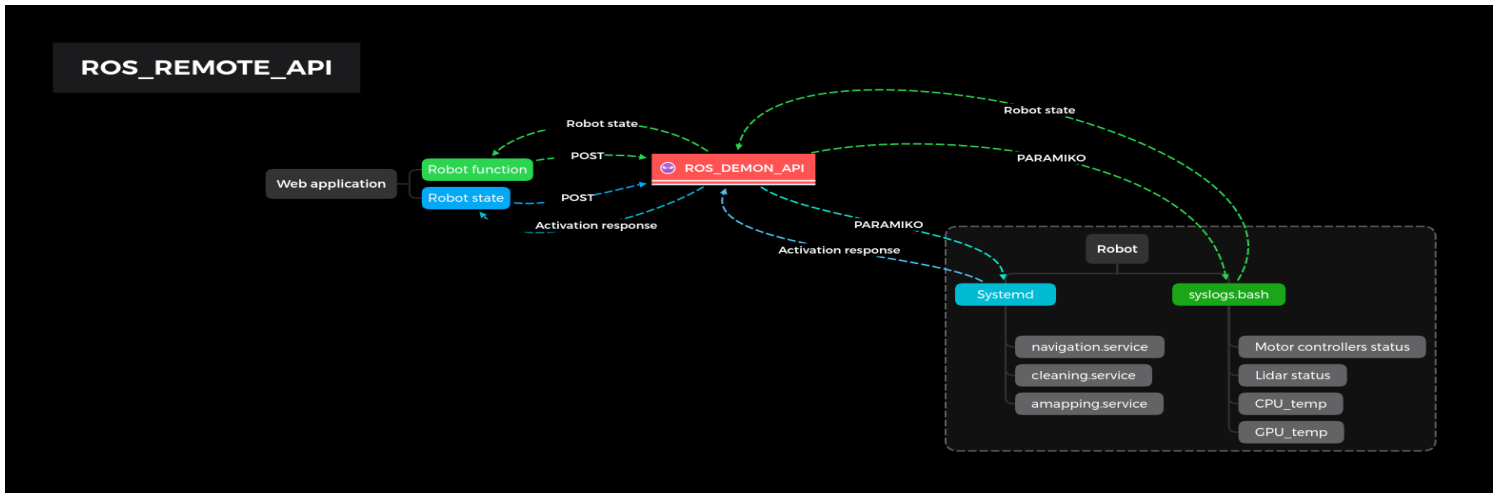 ROS_REMOTE_API
Robot state
Robot state
POST
PARAMIKO
ROS_DEMON_API
Robot function
Web application
Robot state
POST
Activation response
PARAMIKO
Activation response
Robot
Systemd
syslogs.bash
navigation.service
cleaning.service
amapping.service
Motor controllers status
Lidar status
CPU_temp
GPU_temp